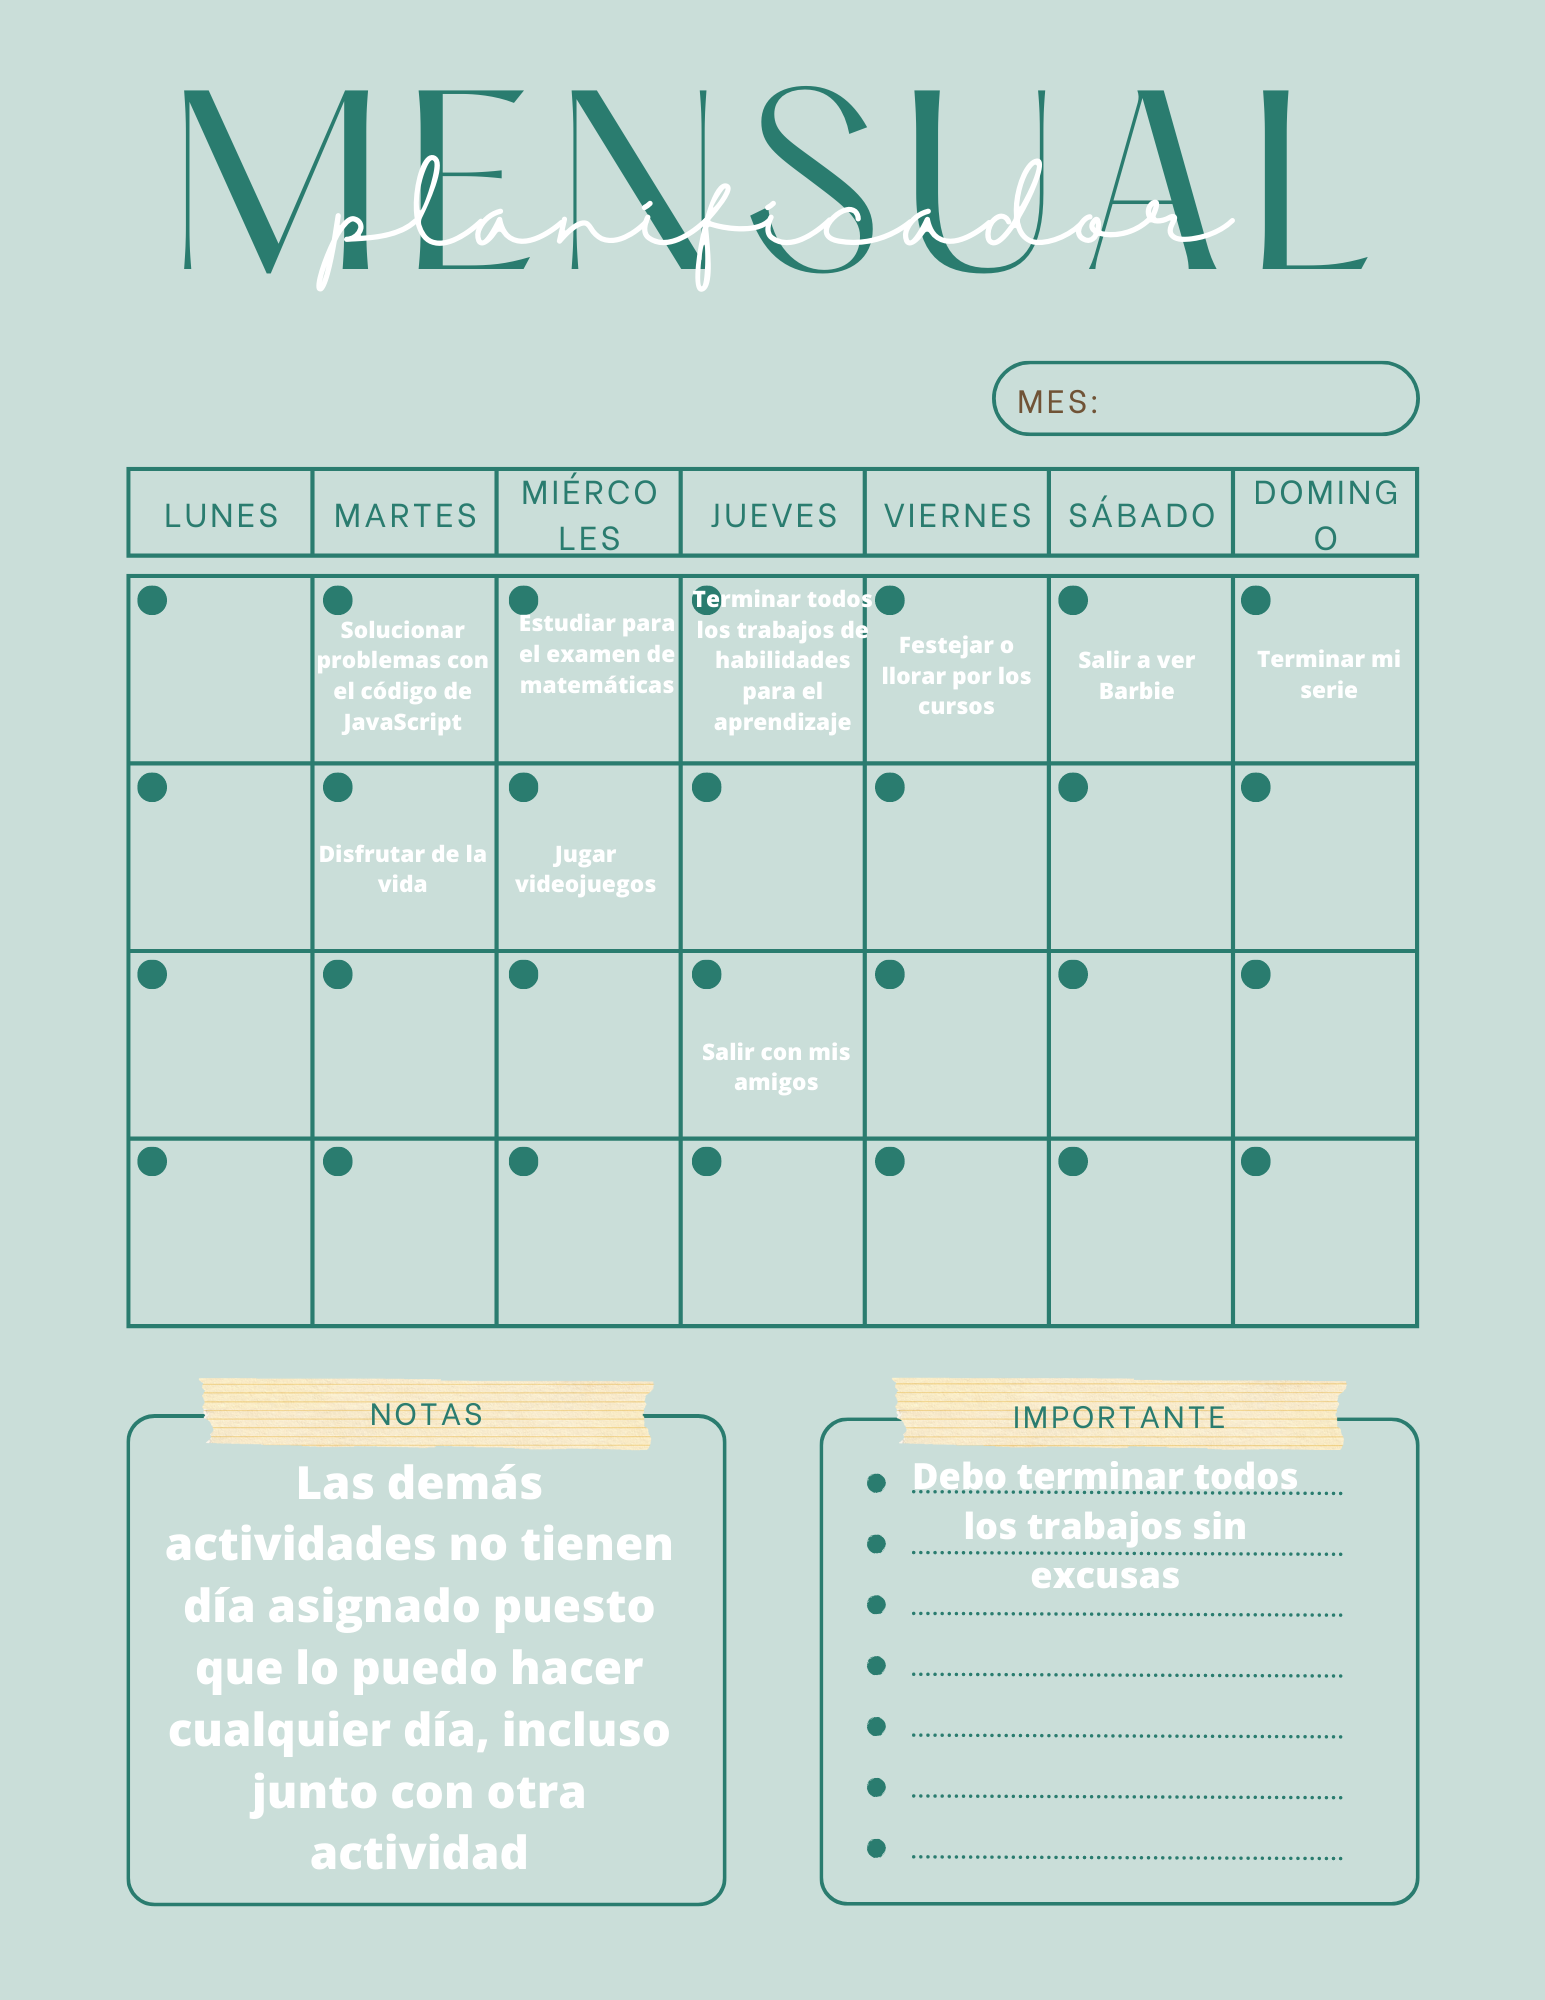 MENSUAL
planificador
MES:
LUNES
MARTES
MIÉRCO
LES
JUEVES
VIERNES
SÁBADO
DOMING
O
Solucionar
problemas con
el código de
JavaScript
Estudiar para
el examen de
matemáticas
Terminar todos
los trabajos de
habilidades
para el
aprendizaje
Festejar o
llorar por los
cursos
Salir a ver
Barbie
Terminar mi
serie
Disfrutar de la
vida
Jugar
videojuegos
Salir con mis
amigos
NOTAS
Las demás
actividades no tienen
día asignado puesto
que lo puedo hacer
cualquier día, incluso
junto con otra
actividad
IMPORTANTE
Debo terminar todos
los trabajos sin
excusas